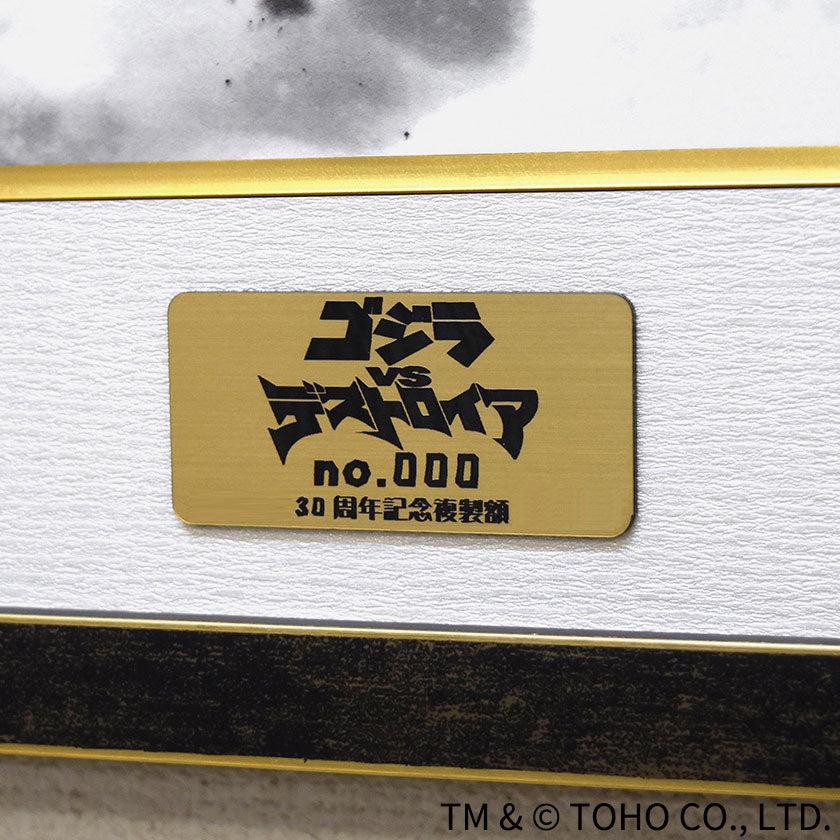 ゴジラ
VS
デストロイア
no.000
30周年記念複製額
TM & © TOHO CO., LTD.